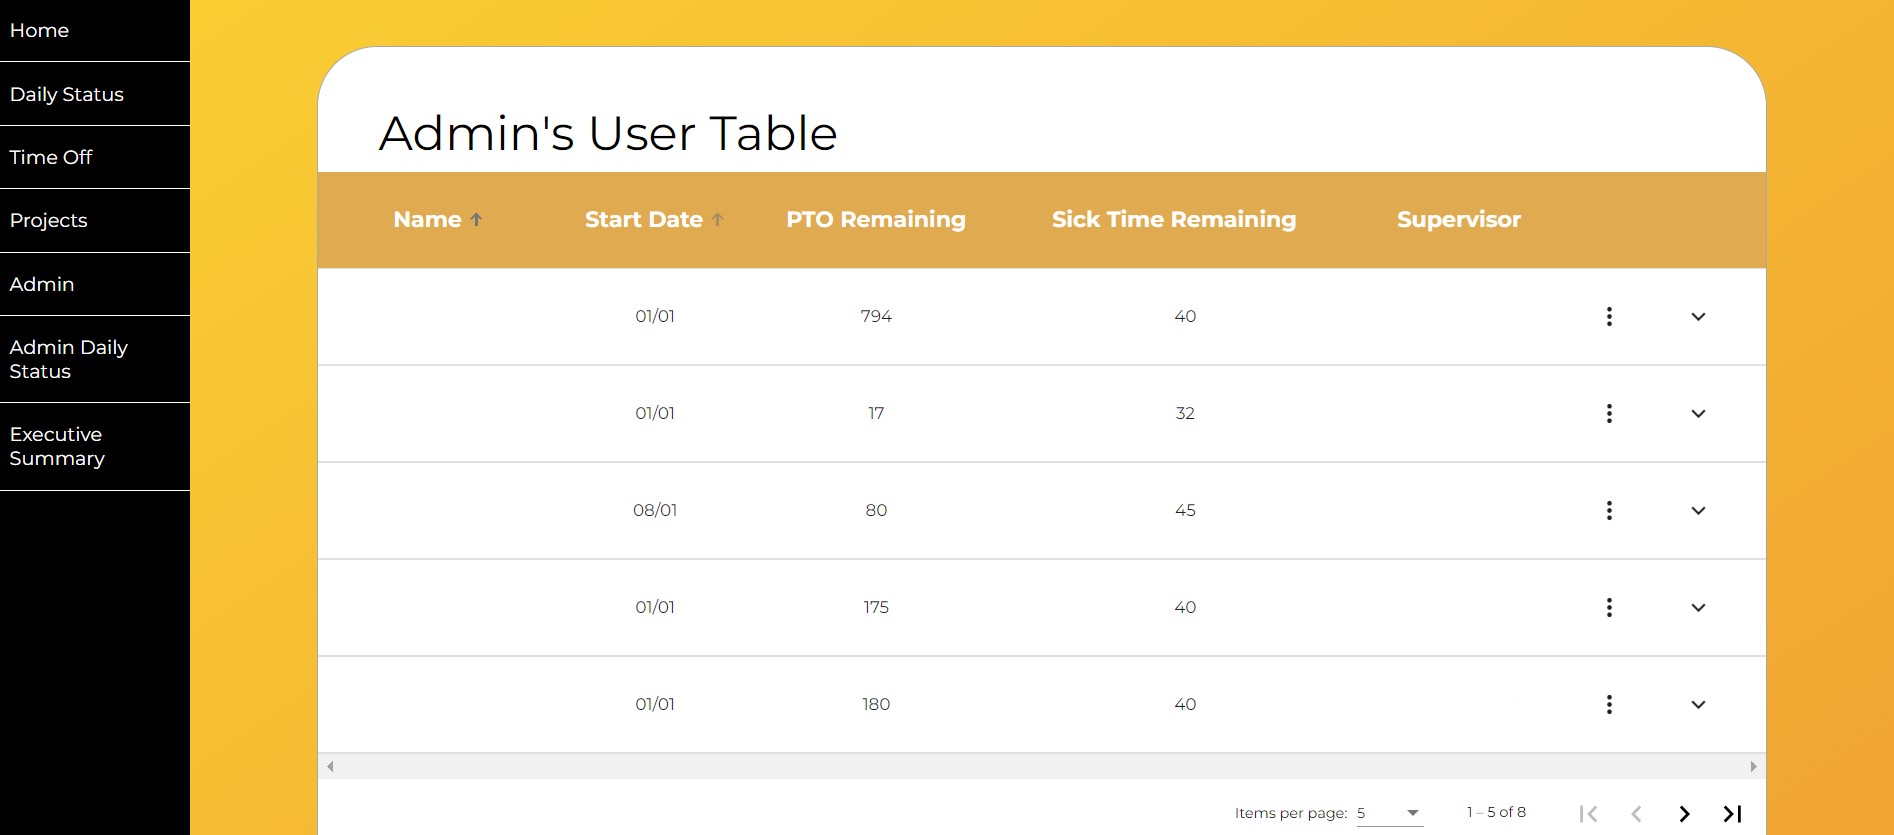 Home
Daily Status
Time Off
Projects
Admin
Admin Daily
Status
Executive
Summary
Admin's User Table
Name Start Date PTO Remaining Sick Time Remaining Supervisor
01/01 794 40
01/01 17 32
08/01 80 45
01/01 175 40
01/01 180 40
Items per page: 5 1 – 5 of 8